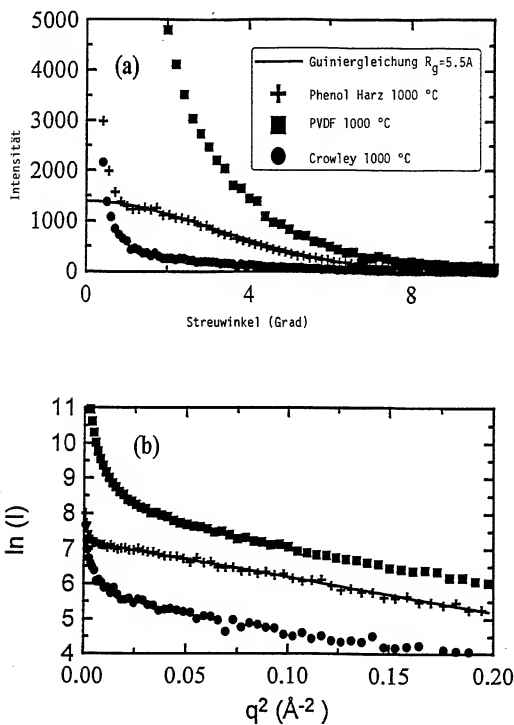 5000
4000
3000
2000
1000
0
Intensität
(a)
Guiniergleichung Rg=5.5A
Phenol Harz 1000 °C
PVDF 1000 °C
Crowley 1000 °C
0 4 8
Streuwinkel (Grad)
11
10
9
8
7
6
5
4
ln (I)
(b)
0.00 0.05 0.10 0.15 0.20
q² (Å⁻²)